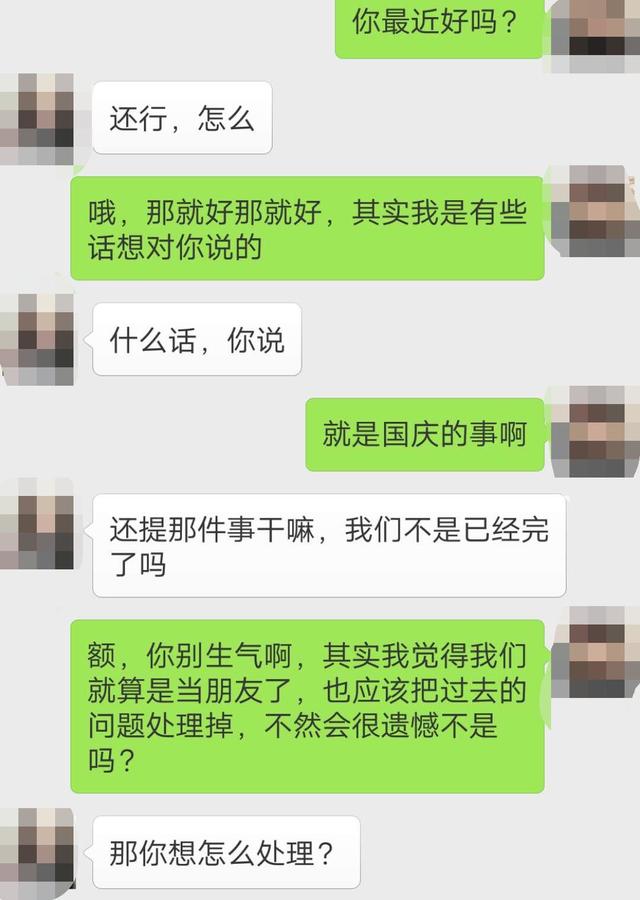 你最近好吗？
还行，怎么
哦，那就好那就好，其实我是有些
话想对你说的
什么话，你说
就是国庆的事啊
还提那件事干嘛，我们不是已经完
了吗
额，你别生气啊，其实我觉得我们
就算是当朋友了，也应该把过去的
问题处理掉，不然会很遗憾不是
吗？
那你想怎么处理？